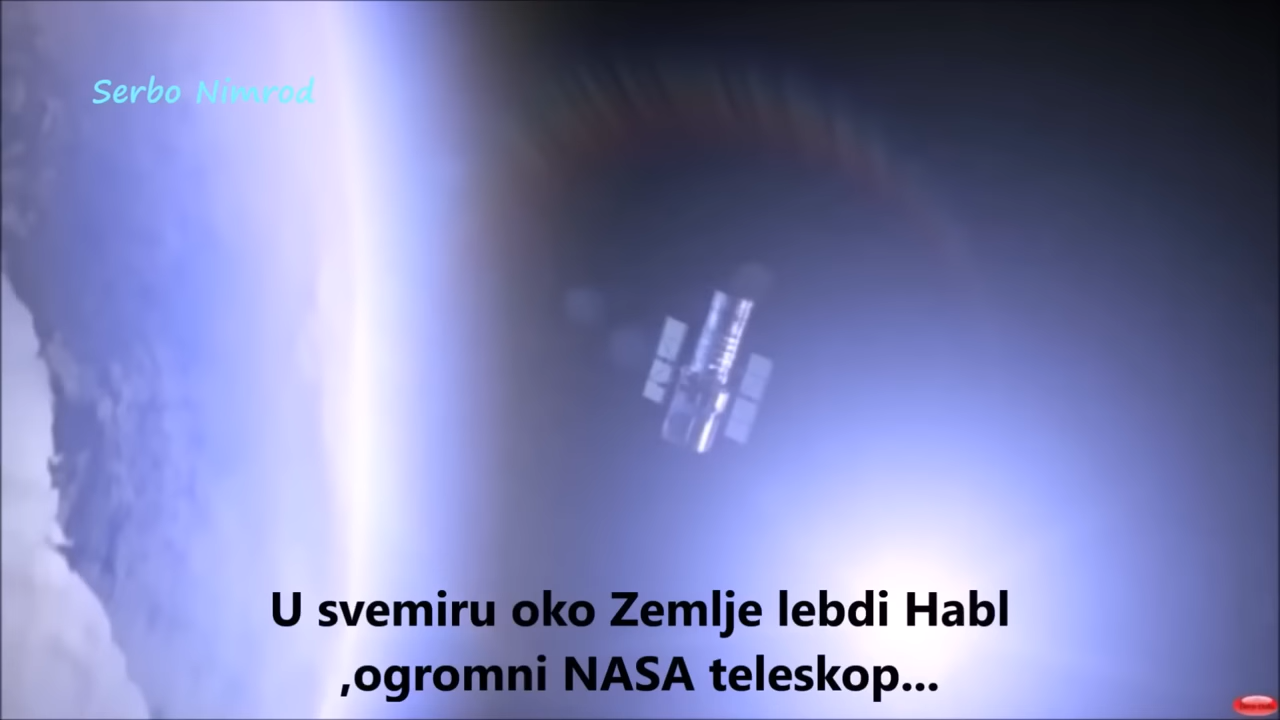 Serbo Nimrod
U svemiru oko Zemlje lebdi Habl
,ogromni NASA teleskop...